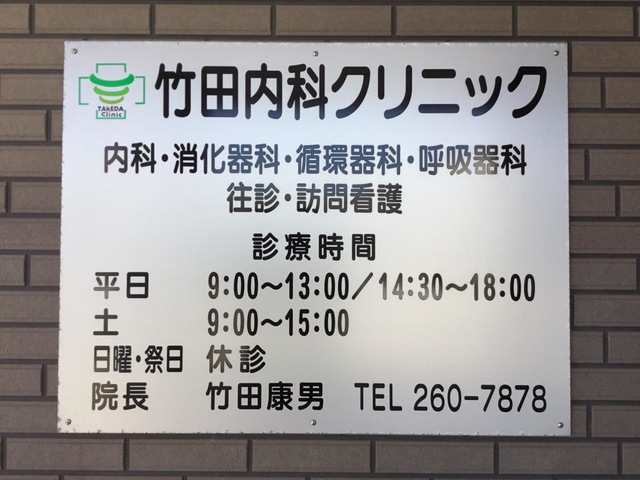 TAKEDA
Clinic
竹田内科クリニック
内科・消化器科・循環器科・呼吸器科
往診・訪問看護
診療時間
平日 9:00～13:00／14:30～18:00
土 9:00～15:00
日曜・祭日 休診
院長 竹田康男 TEL 260-7878